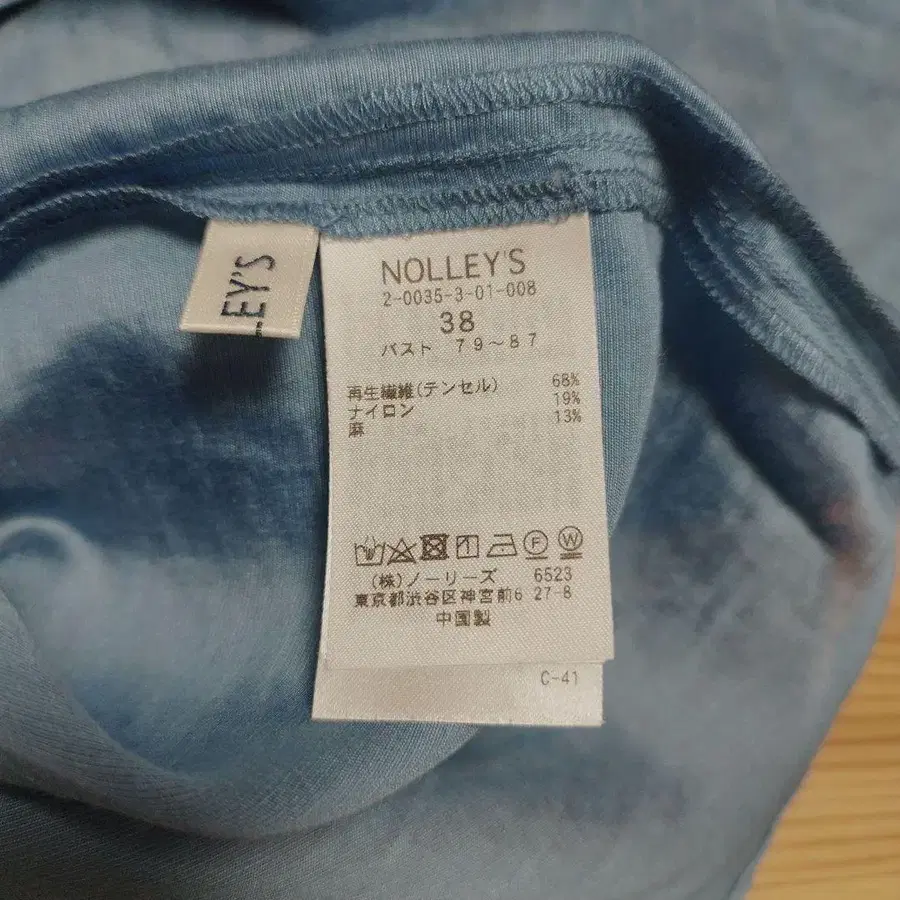 EY'S
NOLLEY'S
2-0035-3-01-008
38
バスト 79～87
再生繊維(テンセル) 68%
ナイロン 19%
麻 13%
(株)ノーリーズ 6523
東京都渋谷区神宮前6 27-8
中国製
C-41